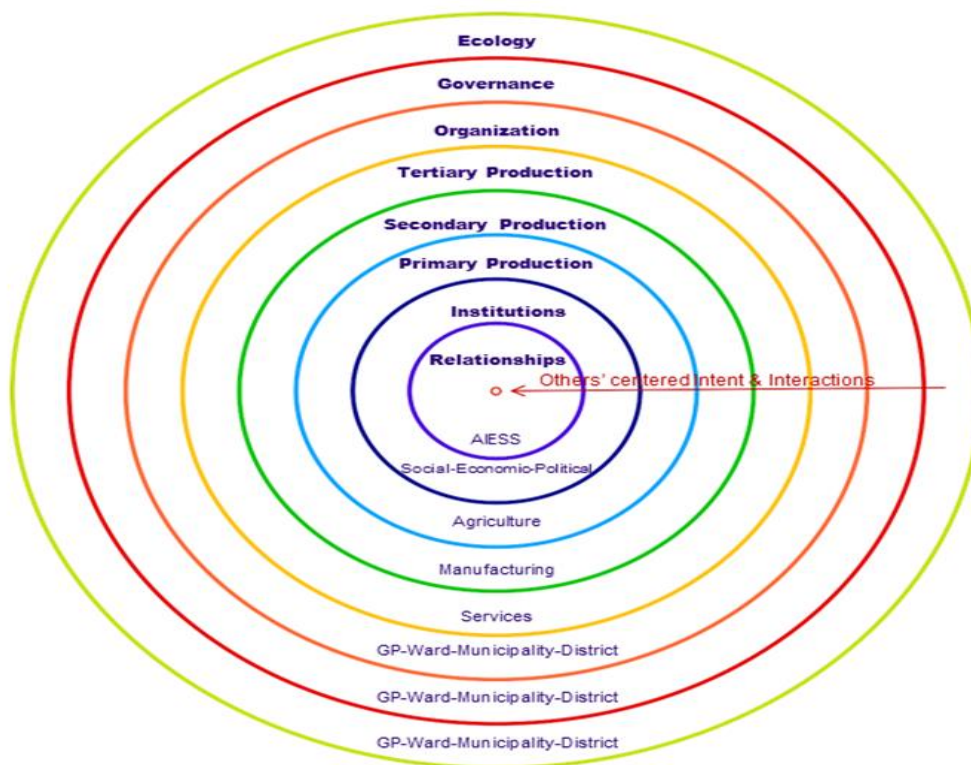 Ecology
Governance
Organization
Tertiary Production
Secondary Production
Primary Production
Institutions
Relationships
Others' centered Intent & Interactions
AIESS
Social-Economic-Political
Agriculture
Manufacturing
Services
GP-Ward-Municipality-District
GP-Ward-Municipality-District
GP-Ward-Municipality-District